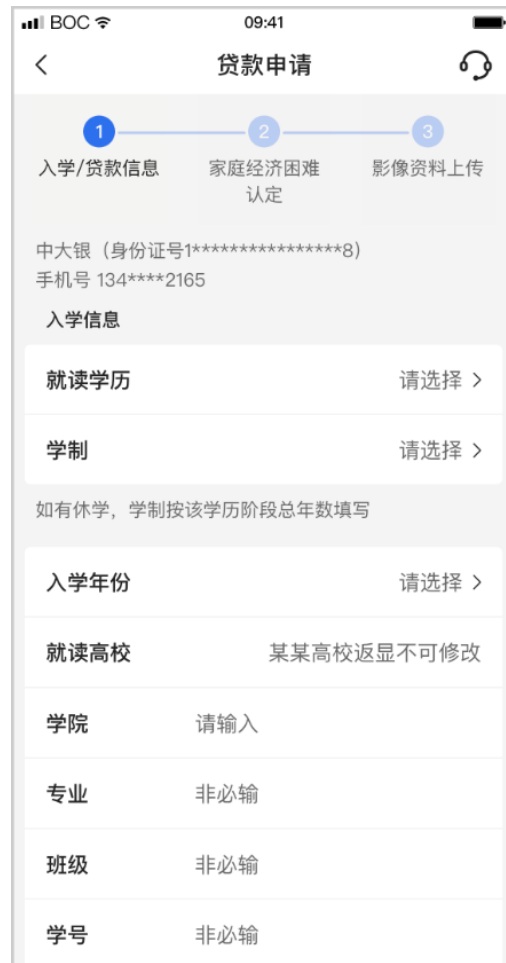 BOC 09:41
贷款申请
1 2 3
入学/贷款信息 家庭经济困难 影像资料上传
认定
中大银（身份证号1****************8)
手机号 134****2165
入学信息
就读学历 请选择
学制 请选择
如有休学，学制按该学历阶段总年数填写
入学年份 请选择
就读高校 某某高校返显不可修改
学院 请输入
专业 非必输
班级 非必输
学号 非必输